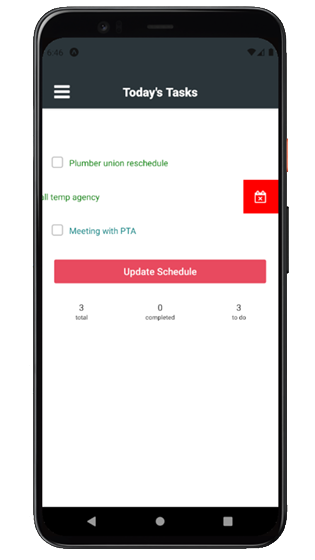 6:46
Today's Tasks
Plumber union reschedule
all temp agency
Meeting with PTA
Update Schedule
3 0 3
total completed to do